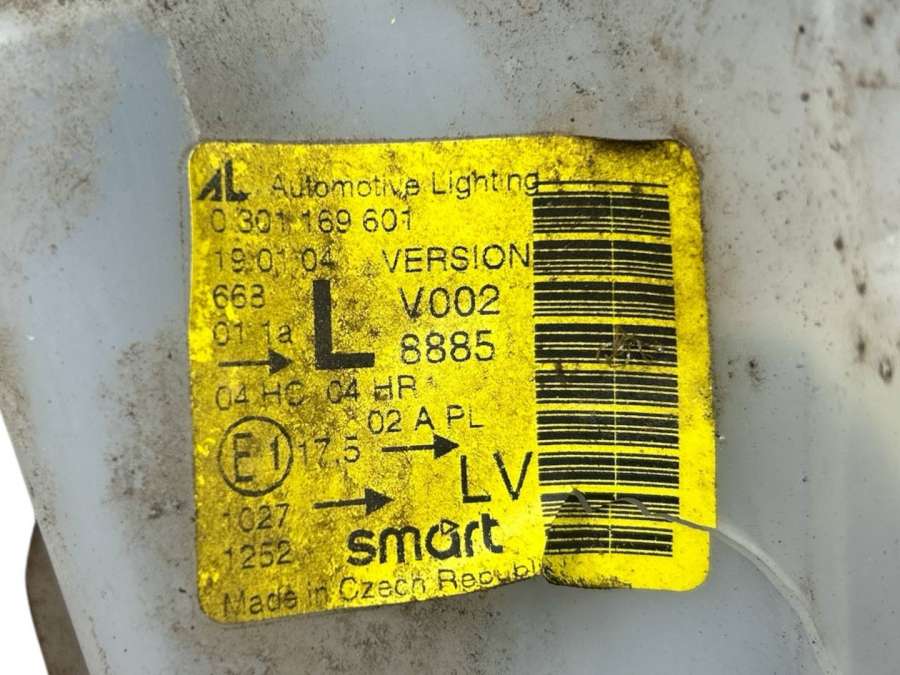 AL Automotive Lighting
0 301 169 601
19.01.04 VERSION
668 L V002
01 1a 8885
04 HC 04 HR
02 A PL
E1 17,5
LV
1027
1252 smart
Made in Czech Republic